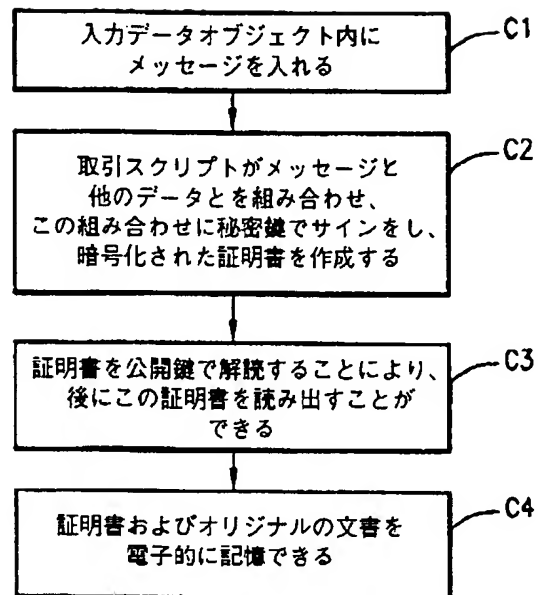 入力データオブジェクト内に
メッセージを入れる
C1
取引スクリプトがメッセージと
他のデータとを組み合わせ、
この組み合わせに秘密鍵でサインをし、
暗号化された証明書を作成する
C2
証明書を公開鍵で解読することにより、
後にこの証明書を読み出すことが
できる
C3
証明書およびオリジナルの文書を
電子的に記憶できる
C4